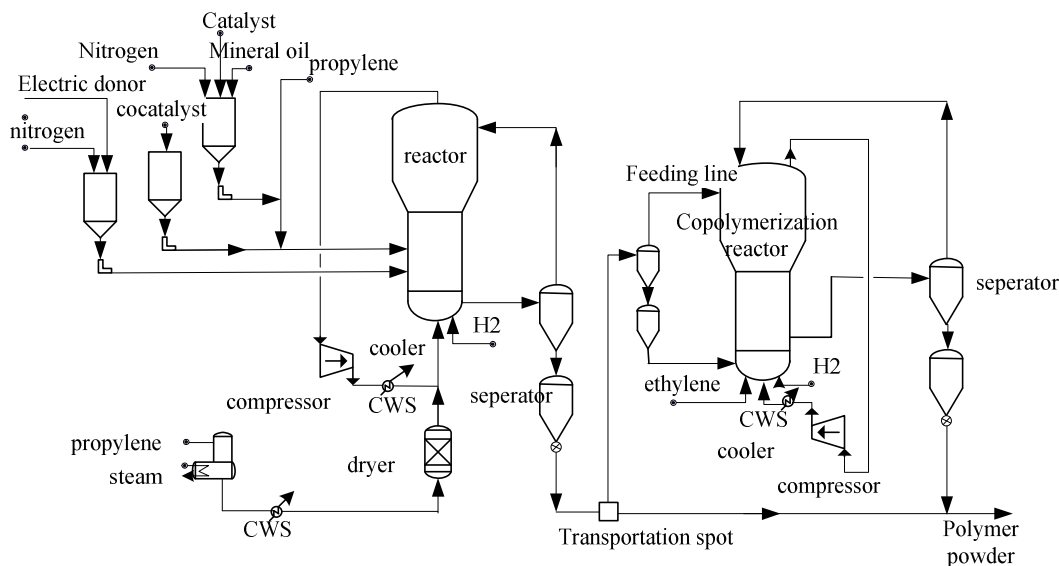 Catalyst
Nitrogen
Mineral oil
propylene
Electric donor
cocatalyst
nitrogen
reactor
Feeding line
Copolymerization
reactor
seperator
H2
cooler
CWS
compressor
seperator
ethylene
H2
CWS
cooler
compressor
propylene
steam
dryer
CWS
Transportation spot
Polymer
powder